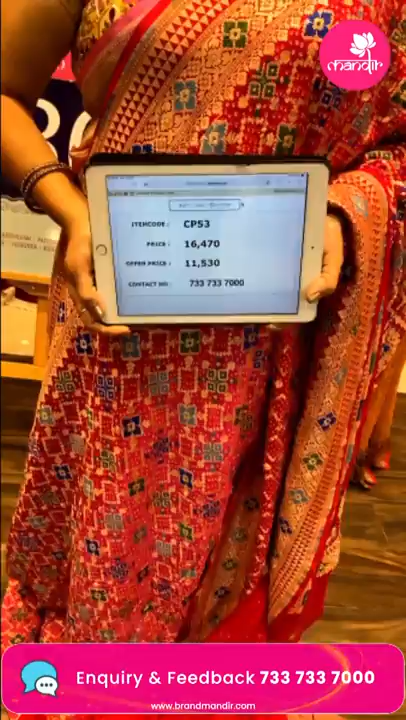 mandir
ITEMCODE : CP53
PRICE : 16,470
OFFER PRICE : 11,530
CONTACT NO : 733 733 7000
Enquiry & Feedback 733 733 7000
www.brandmandir.com